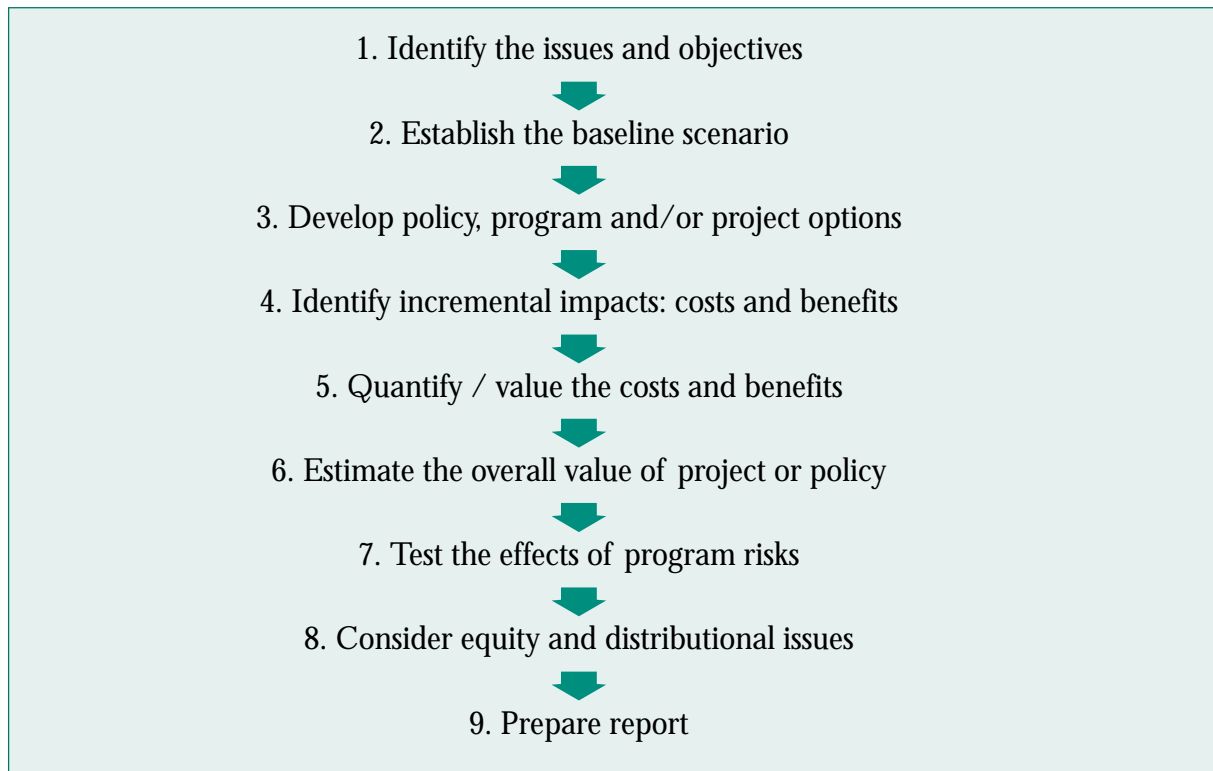 1. Identify the issues and objectives
2. Establish the baseline scenario
3. Develop policy, program and/or project options
4. Identify incremental impacts: costs and benefits
5. Quantify / value the costs and benefits
6. Estimate the overall value of project or policy
7. Test the effects of program risks
8. Consider equity and distributional issues
9. Prepare report